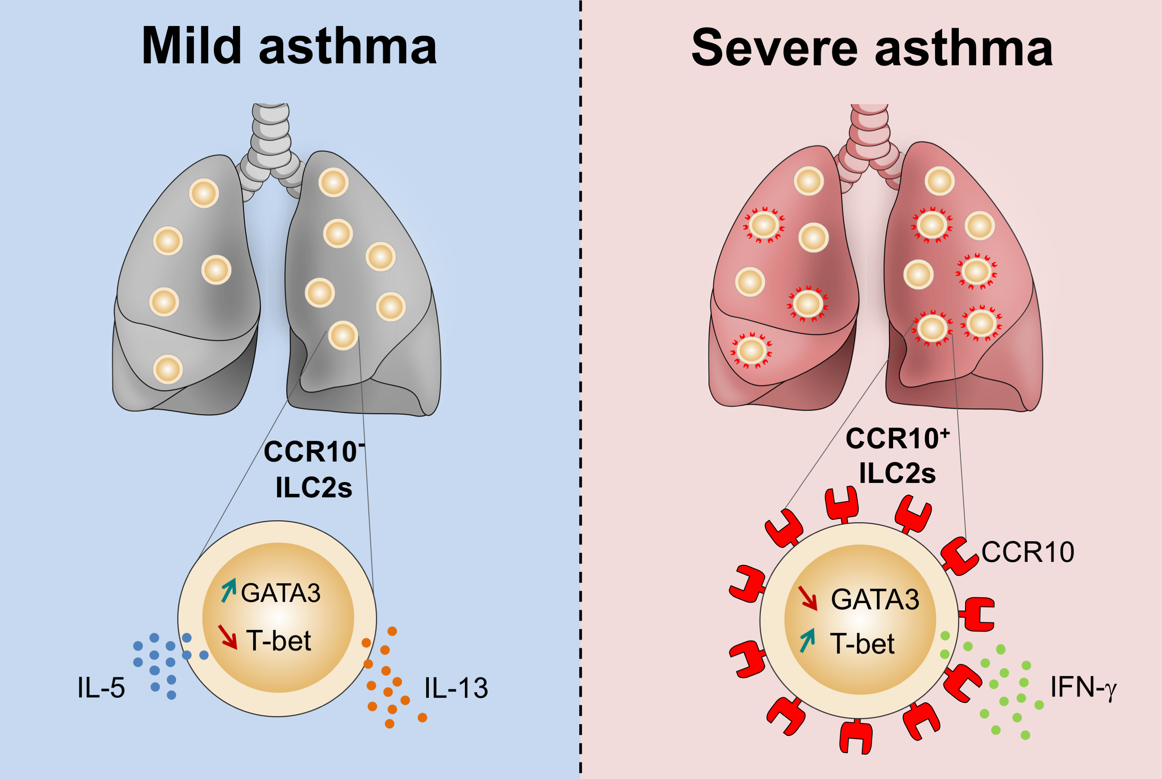 Mild asthma
CCR10⁻
ILC2s
GATA3
T-bet
IL-5
IL-13
Severe asthma
CCR10⁺
ILC2s
CCR10
GATA3
T-bet
IFN-γ